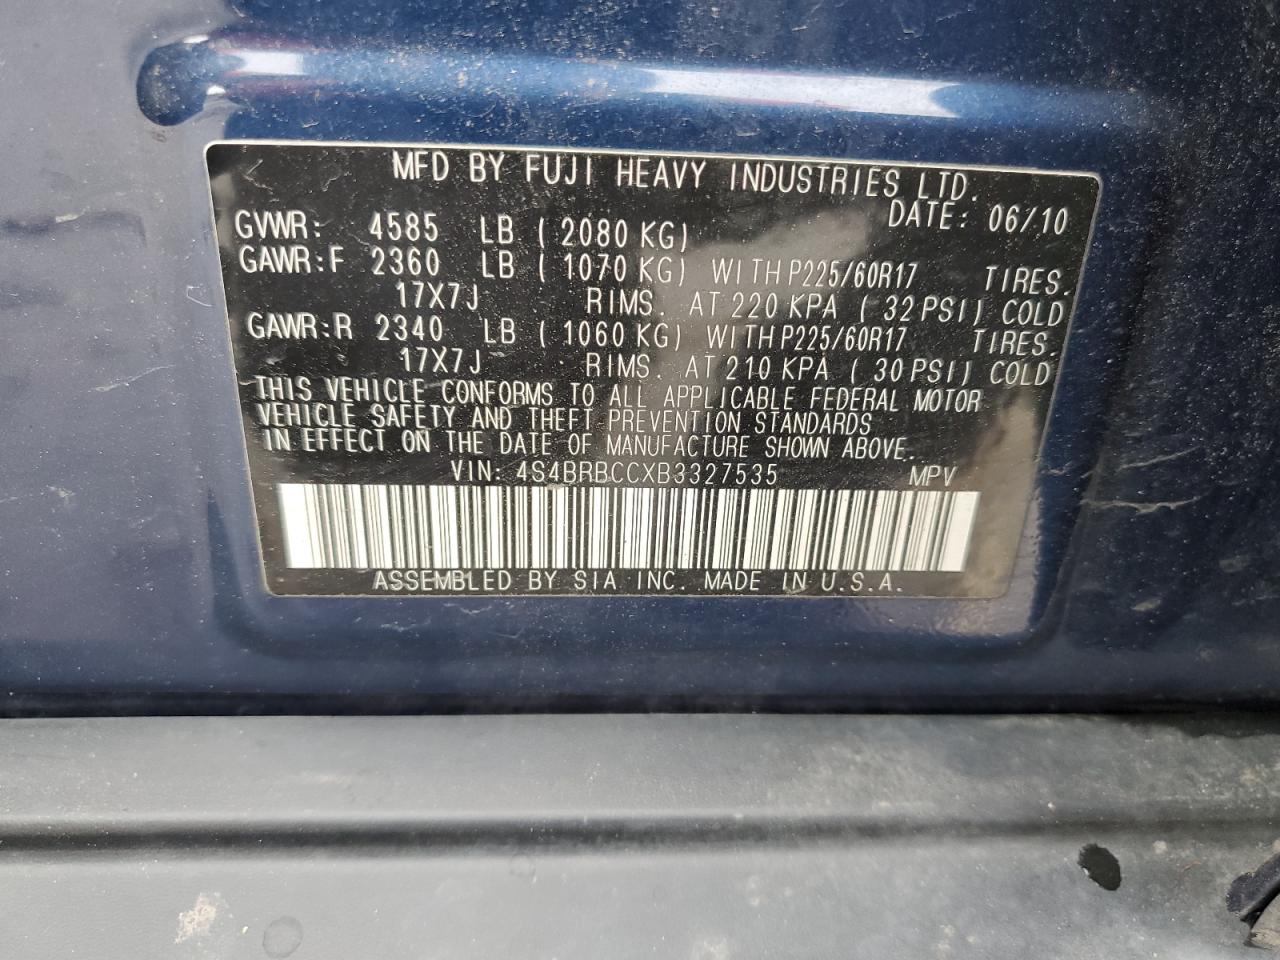 MFD BY FUJI HEAVY INDUSTRIES LTD.
DATE: 06/10
GVWR: 4585 LB ( 2080 KG)
GAWR:F 2360 LB ( 1070 KG) WITH P225/60R17 TIRES.
17X7J RIMS. AT 220 KPA ( 32 PSI) COLD
GAWR:R 2340 LB ( 1060 KG) WITH P225/60R17 TIRES.
17X7J RIMS. AT 210 KPA ( 30 PSI) COLD
THIS VEHICLE CONFORMS TO ALL APPLICABLE FEDERAL MOTOR
VEHICLE SAFETY AND THEFT PREVENTION STANDARDS
IN EFFECT ON THE DATE OF MANUFACTURE SHOWN ABOVE.
VIN: 4S4BRBCCXB3327535 MPV
ASSEMBLED BY SIA INC. MADE IN U.S.A.